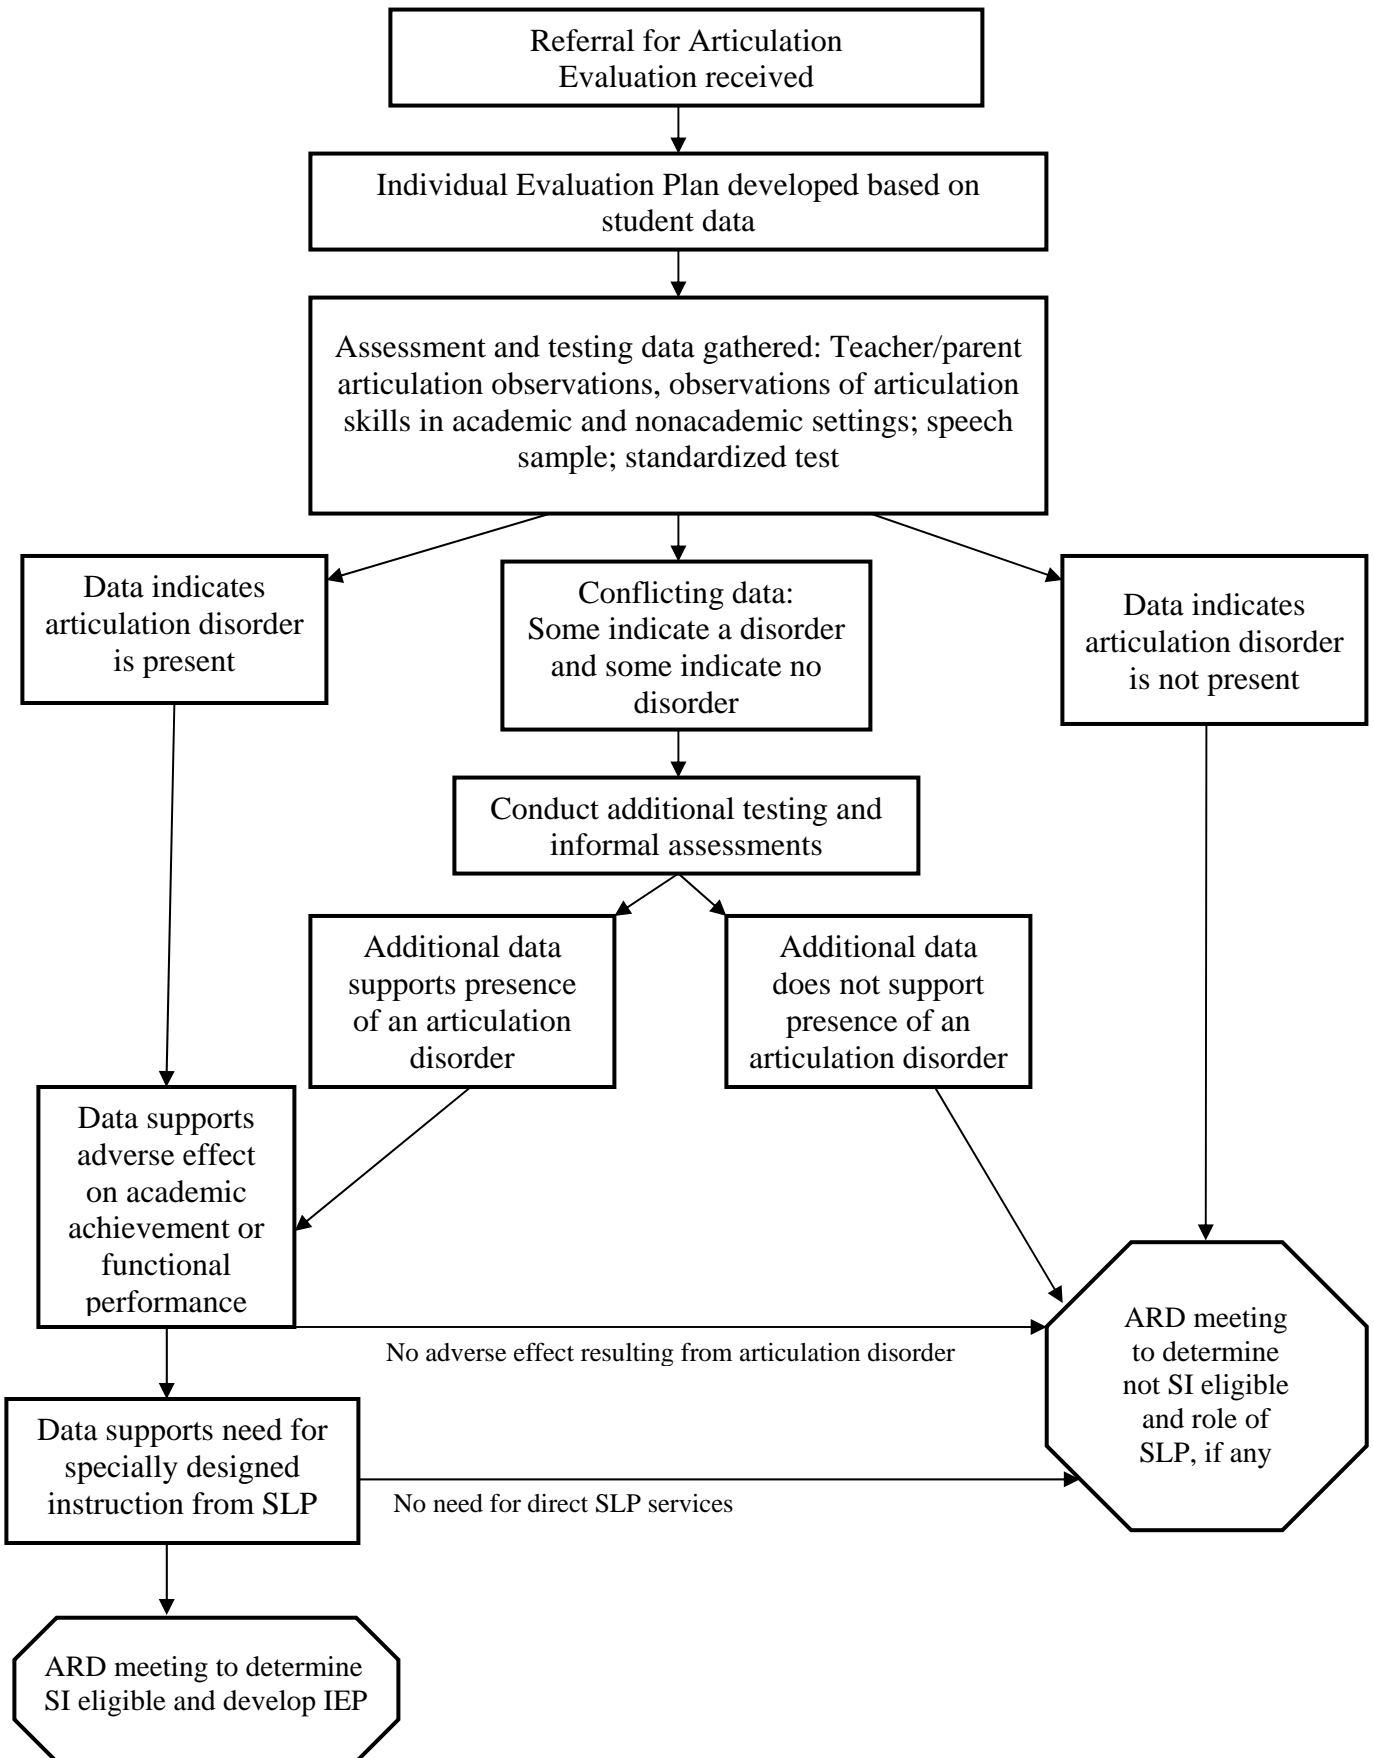 Referral for Articulation
Evaluation received
Individual Evaluation Plan developed based on
student data
Assessment and testing data gathered: Teacher/parent
articulation observations, observations of articulation
skills in academic and nonacademic settings; speech
sample; standardized test
Data indicates
articulation disorder
is present
Conflicting data:
Some indicate a disorder
and some indicate no
disorder
Data indicates
articulation disorder
is not present
Conduct additional testing and
informal assessments
Additional data
supports presence
of an articulation
disorder
Additional data
does not support
presence of an
articulation disorder
Data supports
adverse effect
on academic
achievement or
functional
performance
No adverse effect resulting from articulation disorder
ARD meeting
to determine
not SI eligible
and role of
SLP, if any
Data supports need for
specially designed
instruction from SLP
No need for direct SLP services
ARD meeting to determine
SI eligible and develop IEP